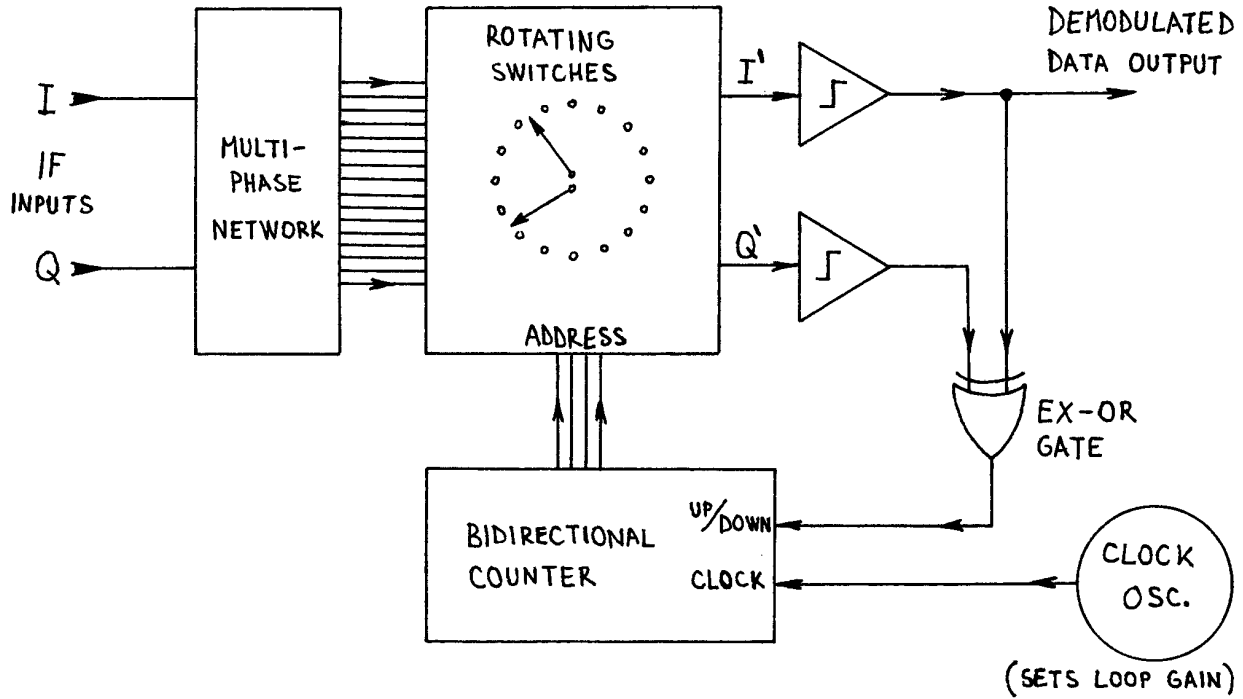 I
IF
INPUTS
Q
MULTI-
PHASE
NETWORK
ROTATING
SWITCHES
ADDRESS
I'
Q'
DEMODULATED
DATA OUTPUT
EX-OR
GATE
BIDIRECTIONAL
COUNTER
UP/DOWN
CLOCK
CLOCK
OSC.
(SETS LOOP GAIN)